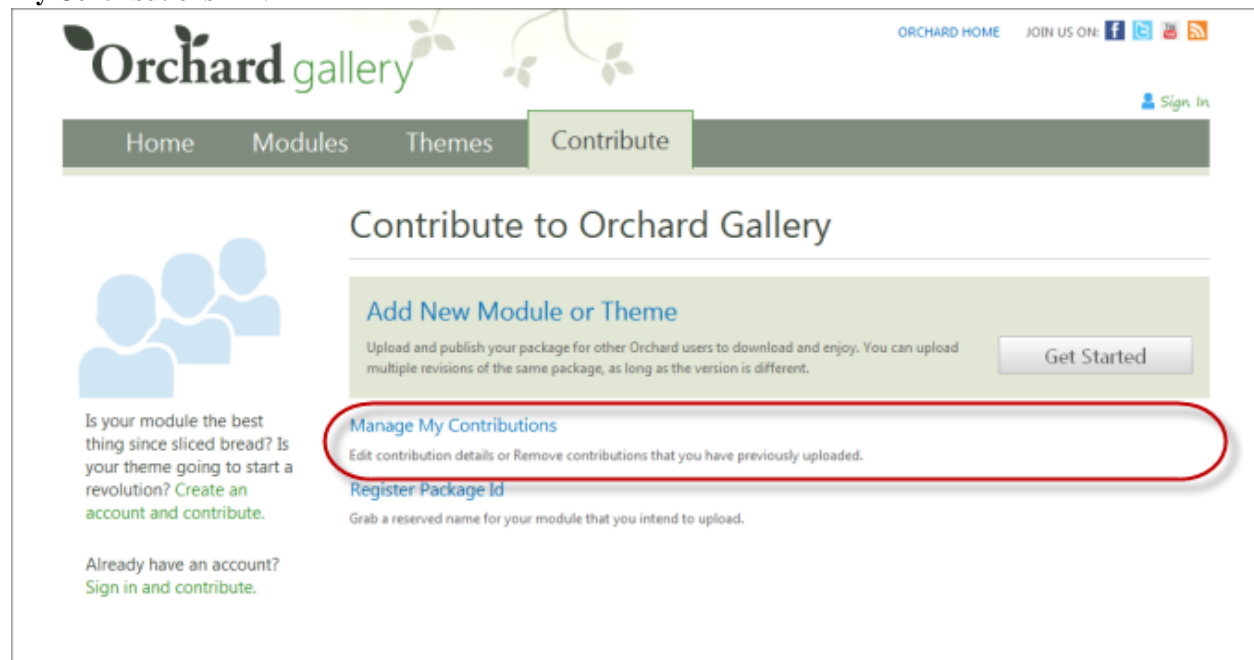 Orchard gallery
ORCHARD HOME JOIN US ON:
Sign In
Home Modules Themes Contribute
Contribute to Orchard Gallery
Add New Module or Theme
Upload and publish your package for other Orchard users to download and enjoy. You can upload
multiple revisions of the same package, as long as the version is different.
Get Started
Manage My Contributions
Edit contribution details or Remove contributions that you have previously uploaded.
Register Package Id
Grab a reserved name for your module that you intend to upload.
Is your module the best
thing since sliced bread? Is
your theme going to start a
revolution? Create an
account and contribute.
Already have an account?
Sign in and contribute.